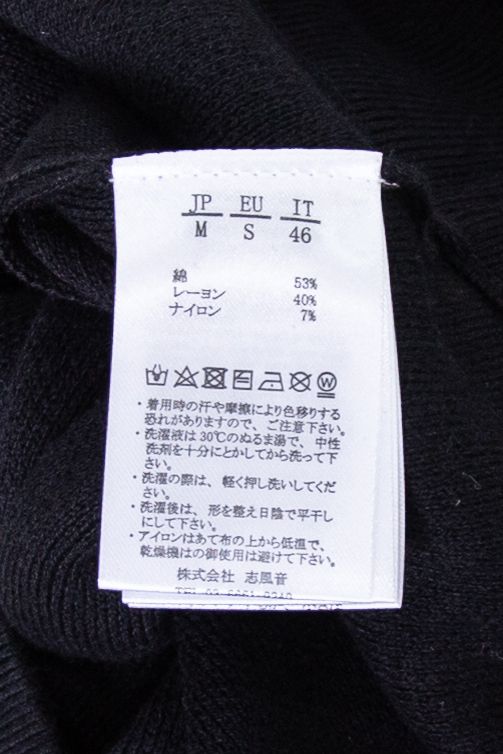 JP EU IT
M S 46
綿 53%
レーヨン 40%
ナイロン 7%
・着用時の汗や摩擦により色移りする
恐れがありますので、ご注意下さい。
・洗濯液は30℃のぬるま湯で、中性
洗剤を十分にとかしてから洗って下
さい。
・洗濯の際は、軽く押し洗いしてくだ
さい。
・洗濯後は、形を整え日陰で平干し
にして下さい。
・アイロンはあて布の上から低温で、
乾燥機はの御使用は避けて下さい。
株式会社 志風音